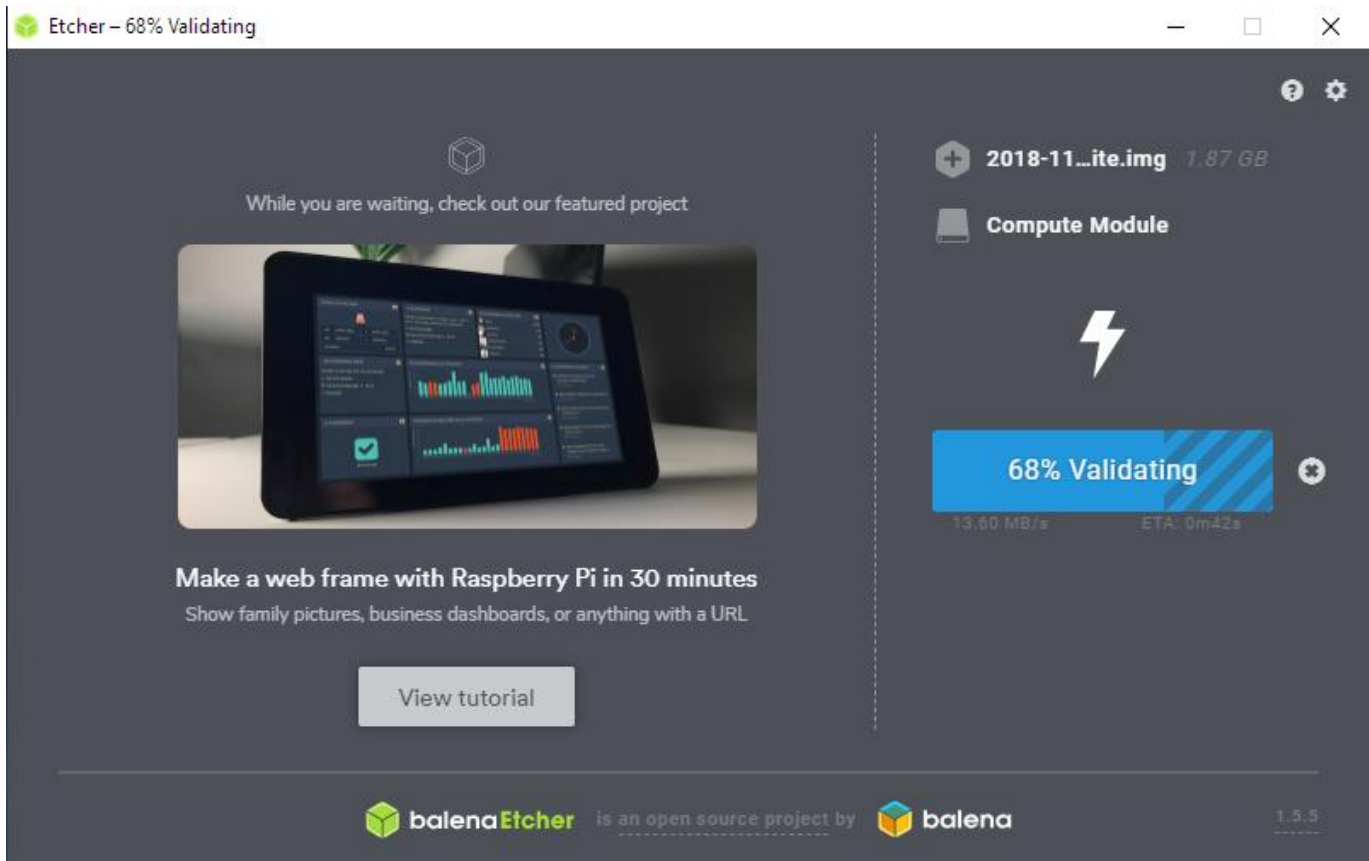 Etcher – 68% Validating
While you are waiting, check out our featured project
2018-11...ite.img 1.87 GB
Compute Module
68% Validating
13.60 MB/s ETA: 0m42s
Make a web frame with Raspberry Pi in 30 minutes
Show family pictures, business dashboards, or anything with a URL
View tutorial
balenaEtcher is an open source project by balena 1.5.5